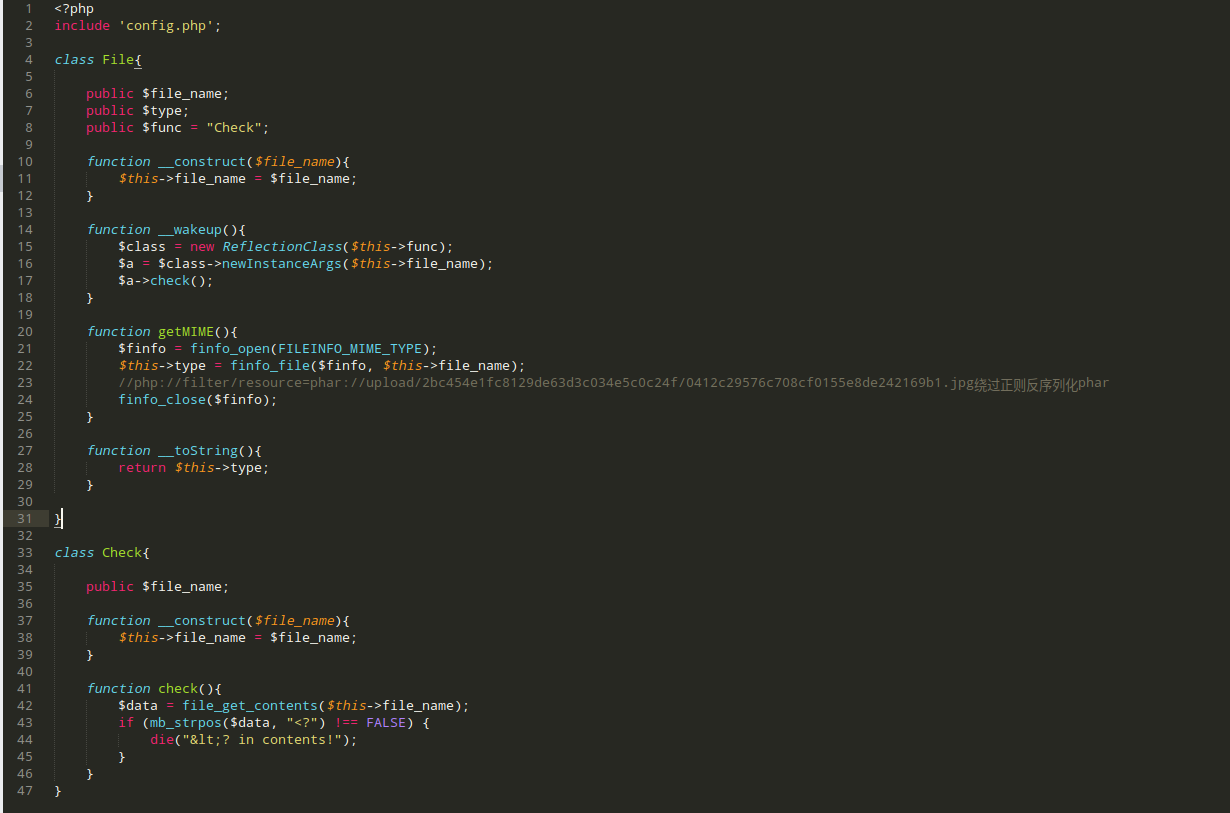 1 <?php
2 include 'config.php';
3
4 class File{
5
6     public $file_name;
7     public $type;
8     public $func = "Check";
9
10     function __construct($file_name){
11         $this->file_name = $file_name;
12     }
13
14     function __wakeup(){
15         $class = new ReflectionClass($this->func);
16         $a = $class->newInstanceArgs($this->file_name);
17         $a->check();
18     }
19
20     function getMIME(){
21         $finfo = finfo_open(FILEINFO_MIME_TYPE);
22         $this->type = finfo_file($finfo, $this->file_name);
23         //php://filter/resource=phar://upload/2bc454e1fc8129de63d3c034e5c0c24f/0412c29576c708cf0155e8de242169b1.jpg绕过正则反序列化phar
24         finfo_close($finfo);
25     }
26
27     function __toString(){
28         return $this->type;
29     }
30
31 }
32
33 class Check{
34
35     public $file_name;
36
37     function __construct($file_name){
38         $this->file_name = $file_name;
39     }
40
41     function check(){
42         $data = file_get_contents($this->file_name);
43         if (mb_strpos($data, "<?") !== FALSE) {
44             die("&lt;? in contents!");
45         }
46     }
47 }